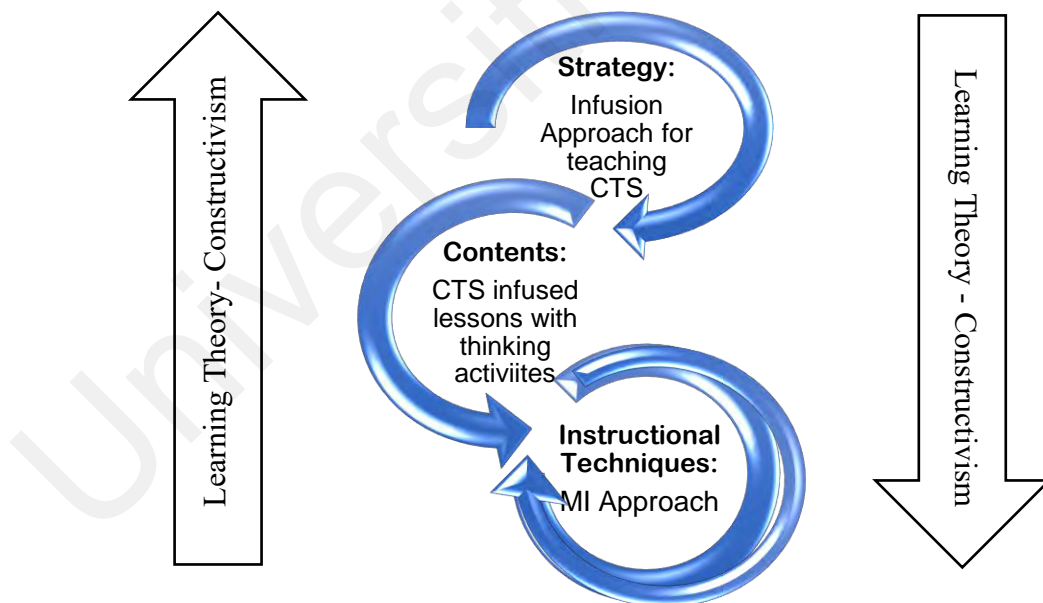 Learning Theory- Constructivism
Strategy:
Infusion
Approach for
teaching
CTS
Contents:
CTS infused
lessons with
thinking
activiites
Instructional
Techniques:
MI Approach
Learning Theory - Constructivism